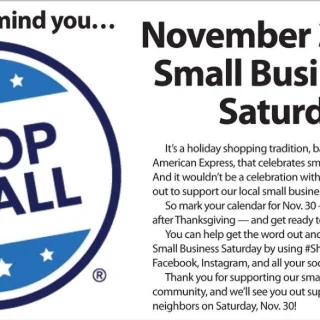 mind you…
OP
ALL
®
November
Small Busi
Saturd
It's a holiday shopping tradition, b
American Express, that celebrates sm
And it wouldn't be a celebration with
out to support our local small busine
So mark your calendar for Nov. 30
after Thanksgiving — and get ready to
You can help get the word out and
Small Business Saturday by using #Sh
Facebook, Instagram, and all your so
Thank you for supporting our sma
community, and we'll see you out sup
neighbors on Saturday, Nov. 30!